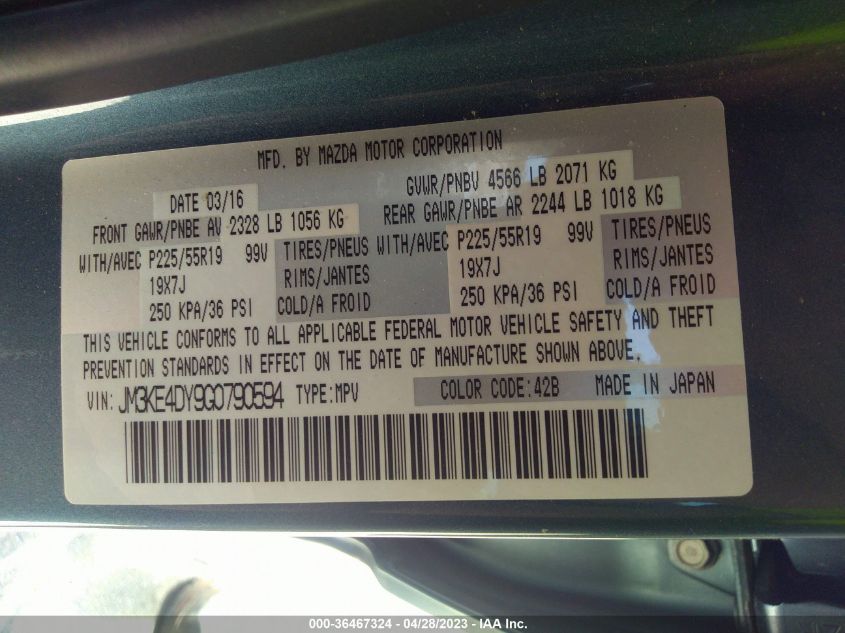 MFD. BY MAZDA MOTOR CORPORATION
DATE 03/16 GVWR/PNBV 4566 LB 2071 KG
FRONT GAWR/PNBE AV 2328 LB 1056 KG REAR GAWR/PNBE AR 2244 LB 1018 KG
WITH/AVEC P225/55R19 99V TIRES/PNEUS WITH/AVEC P225/55R19 99V TIRES/PNEUS
19X7J RIMS/JANTES 19X7J RIMS/JANTES
250 KPA/36 PSI COLD/A FROID 250 KPA/36 PSI COLD/A FROID
THIS VEHICLE CONFORMS TO ALL APPLICABLE FEDERAL MOTOR VEHICLE SAFETY AND THEFT
PREVENTION STANDARDS IN EFFECT ON THE DATE OF MANUFACTURE SHOWN ABOVE.
VIN: JM3KE4DY9G0790594 TYPE:MPV COLOR CODE:42B MADE IN JAPAN
000-36467324 / 04/28/2023 - IAA Inc.